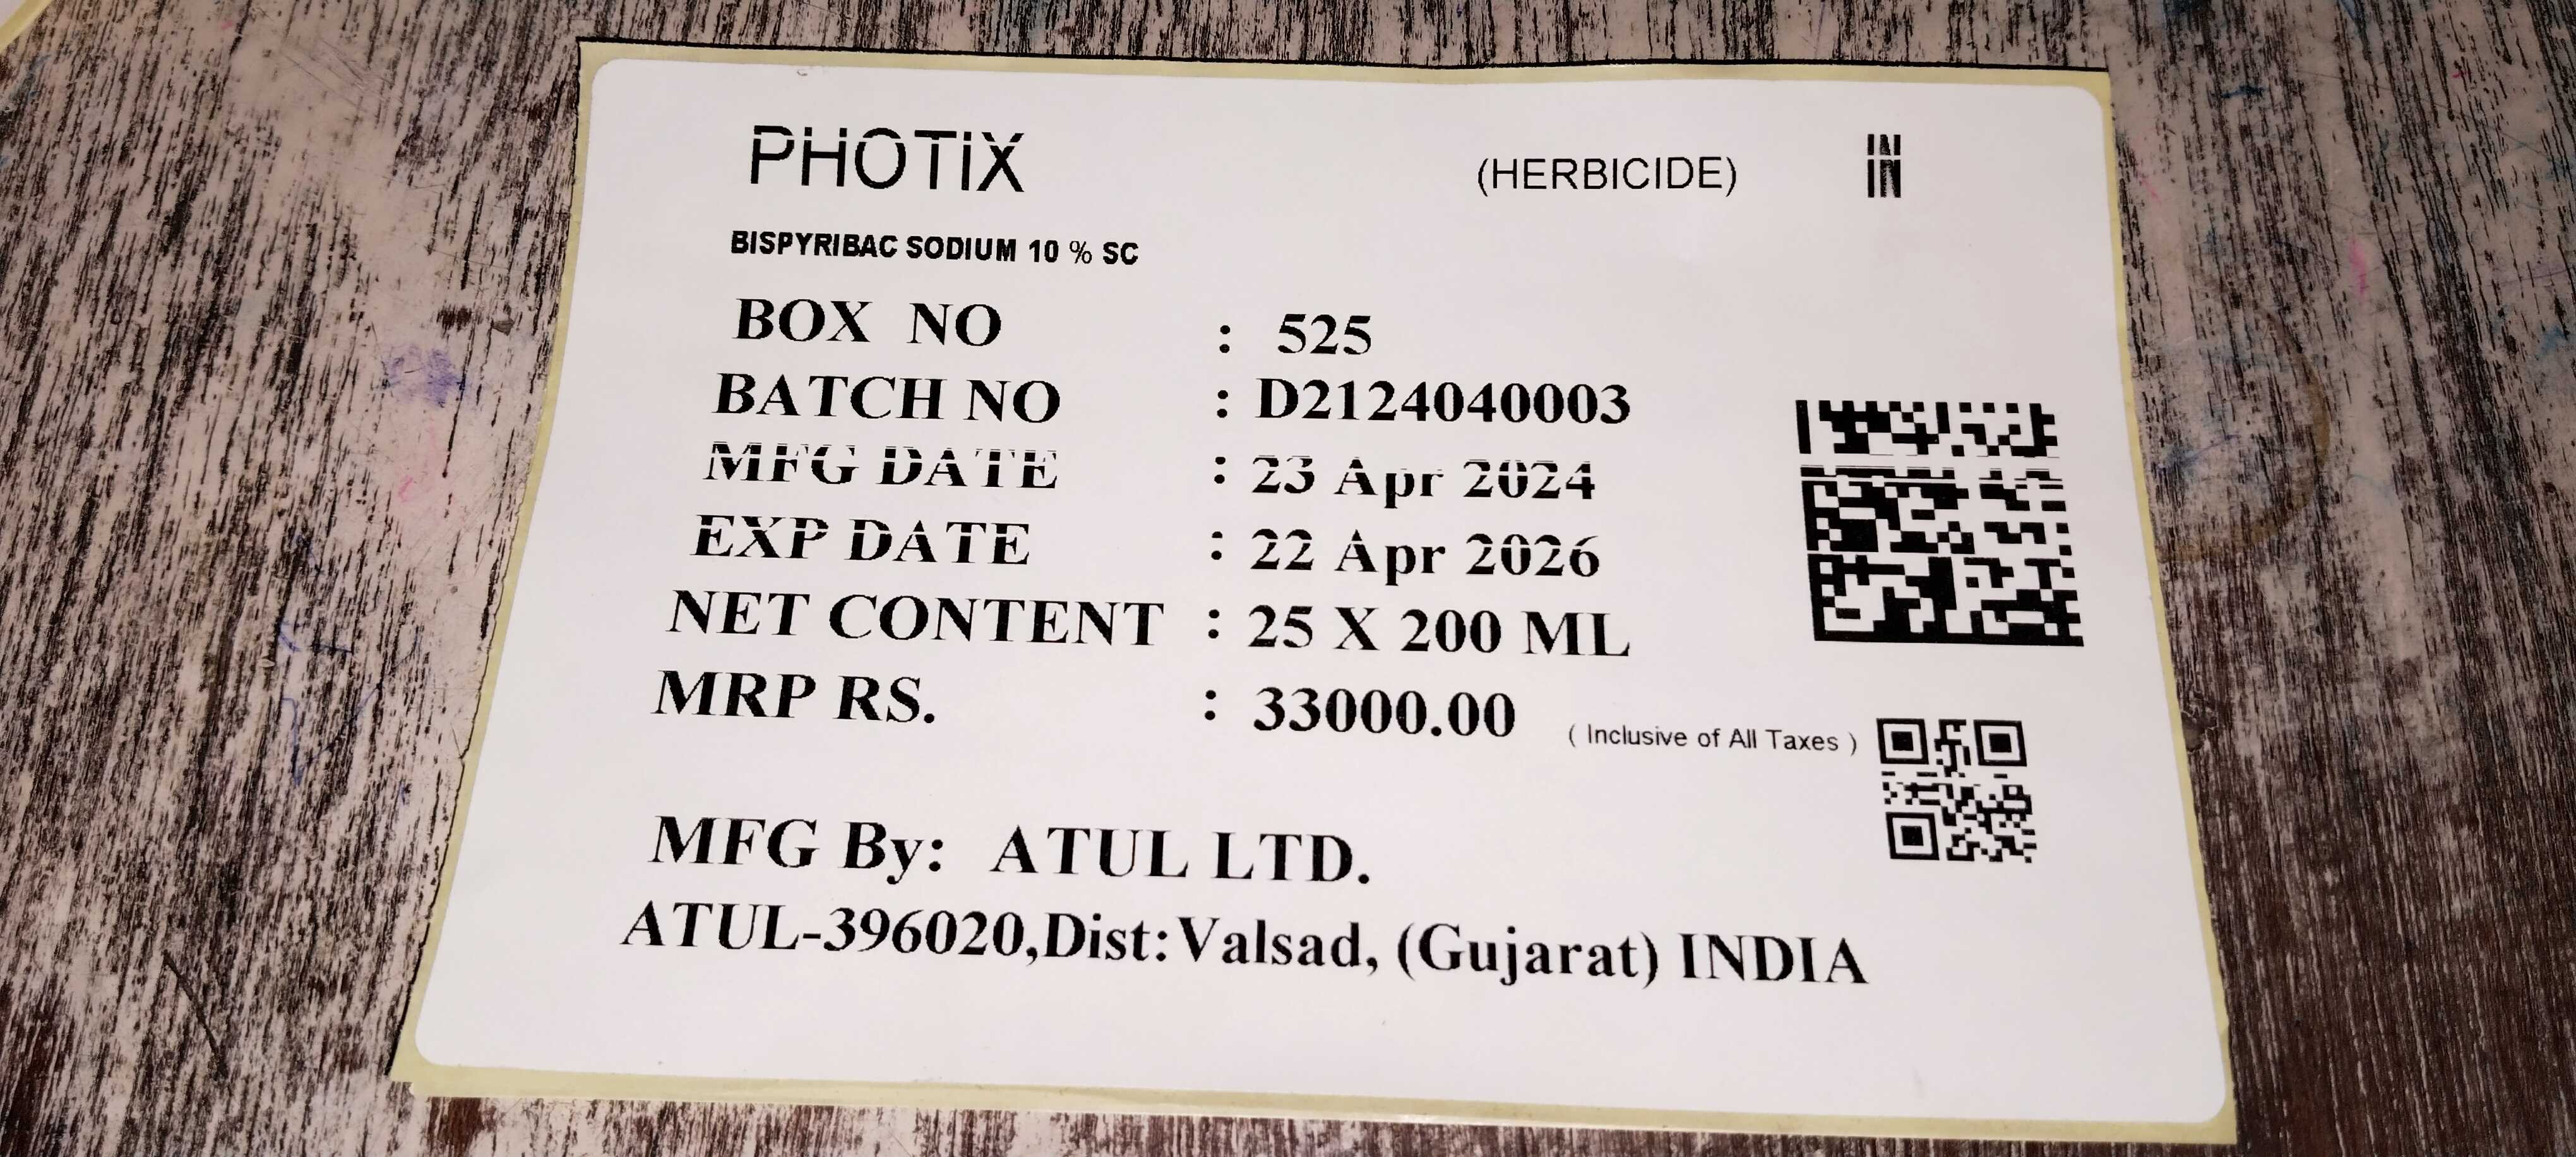 PHOTiX (HERBICIDE) IN
BISPYRIBAC SODIUM 10 % SC
BOX NO : 525
BATCH NO : D2124040003
MFG DATE : 23 Apr 2024
EXP DATE : 22 Apr 2026
NET CONTENT : 25 X 200 ML
MRP RS. : 33000.00 ( Inclusive of All Taxes )
MFG By: ATUL LTD.
ATUL-396020,Dist:Valsad, (Gujarat) INDIA